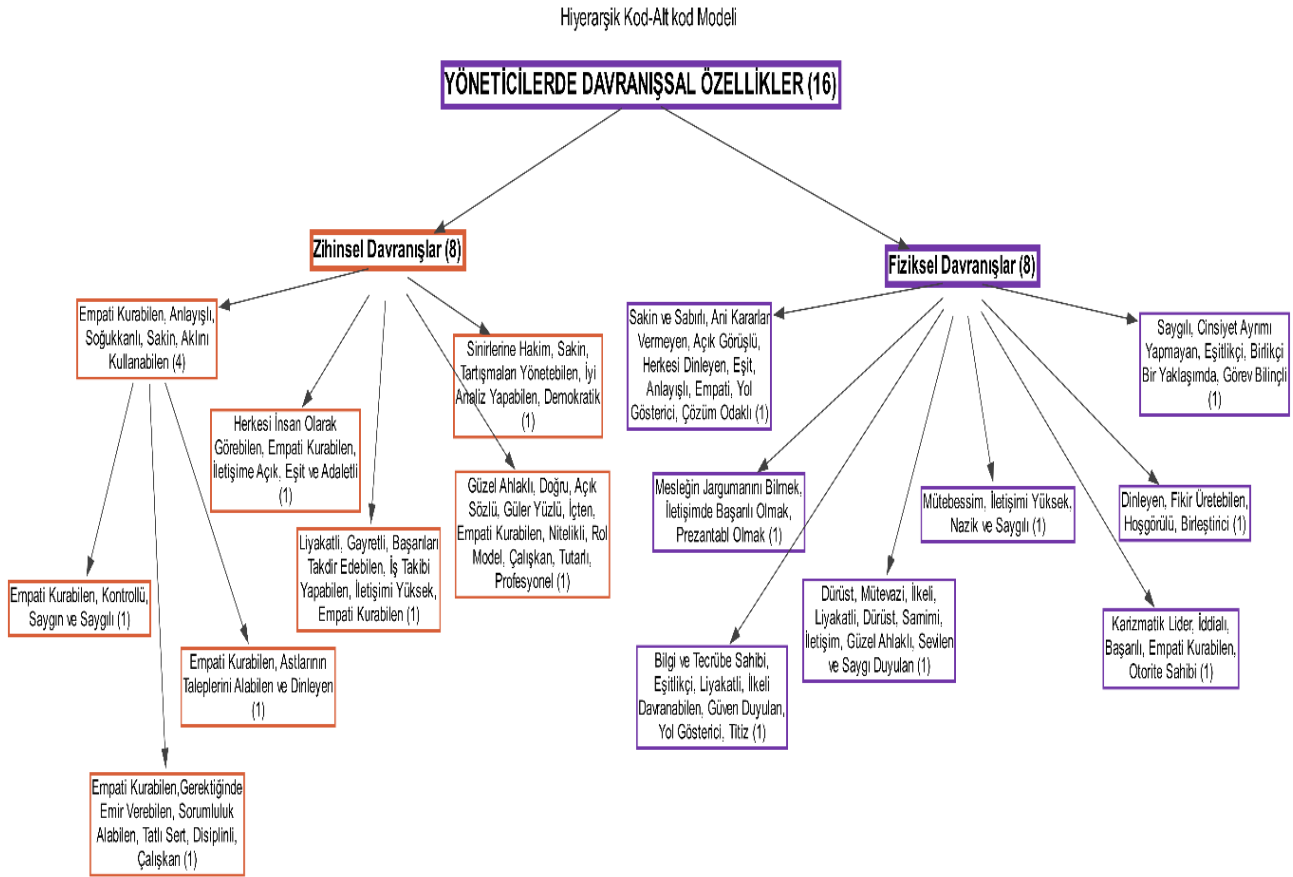 Hiyerarşik Kod-Alt kod Modeli
YÖNETİCİLERDE DAVRANIŞSAL ÖZELLİKLER (16)
Zihinsel Davranışlar (8)
Fiziksel Davranışlar (8)
Empati Kurabilen, Anlayışlı,
Soğukkanlı, Sakin, Aklını
Kullanabilen (4)
Sinirlerine Hakim, Sakin,
Tartışmaları Yönetebilen, İyi
Analiz Yapabilen, Demokratik
(1)
Herkesi İnsan Olarak
Görebilen, Empati Kurabilen,
İletişime Açık, Eşit ve Adaletli
(1)
Güzel Ahlaklı, Doğru, Açık
Sözlü, Güler Yüzlü, İçten,
Empati Kurabilen, Nitelikli, Rol
Model, Çalışkan, Tutarlı,
Profesyonel (1)
Liyakatli, Gayretli, Başarıları
Takdir Edebilen, İş Takibi
Yapabilen, İletişimi Yüksek,
Empati Kurabilen (1)
Empati Kurabilen, Kontrollü,
Saygın ve Saygılı (1)
Empati Kurabilen, Astlarının
Taleplerini Alabilen ve Dinleyen
(1)
Empati Kurabilen,Gerektiğinde
Emir Verebilen, Sorumluluk
Alabilen, Tatlı Sert, Disiplinli,
Çalışkan (1)
Sakin ve Sabırlı, Ani Kararlar
Vermeyen, Açık Görüşlü,
Herkesi Dinleyen, Eşit,
Anlayışlı, Empati, Yol
Gösterici, Çözüm Odaklı (1)
Saygılı, Cinsiyet Ayrımı
Yapmayan, Eşitlikçi, Birlikçi
Bir Yaklaşımda, Görev Bilinçli
(1)
Mesleğin Jargumanını Bilmek,
İletişimde Başarılı Olmak,
Prezantabl Olmak (1)
Mütebessim, İletişimi Yüksek,
Nazik ve Saygılı (1)
Dinleyen, Fikir Üretebilen,
Hoşgörülü, Birleştirici (1)
Dürüst, Mütevazi, İlkeli,
Liyakatli, Dürüst, Samimi,
İletişim, Güzel Ahlaklı, Sevilen
ve Saygı Duyulan (1)
Karizmatik Lider, İddialı,
Başarılı, Empati Kurabilen,
Otorite Sahibi (1)
Bilgi ve Tecrübe Sahibi,
Eşitlikçi, Liyakatli, İlkeli
Davranabilen, Güven Duyulan,
Yol Gösterici, Titiz (1)